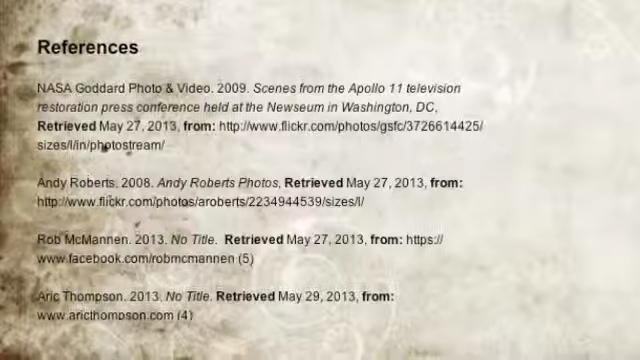 References
NASA Goddard Photo & Video. 2009. Scenes from the Apollo 11 television
restoration press conference held at the Newseum in Washington, DC,
Retrieved May 27, 2013, from: http://www.flickr.com/photos/gsfc/3726614425/
sizes/l/in/photostream/
Andy Roberts. 2008. Andy Roberts Photos, Retrieved May 27, 2013, from:
http://www.flickr.com/photos/aroberts/2234944539/sizes/l/
Rob McMannen. 2013. No Title. Retrieved May 27, 2013, from: https://
www.facebook.com/robmcmannen (5)
Aric Thompson. 2013. No Title. Retrieved May 29, 2013, from:
www.aricthompson.com (4)